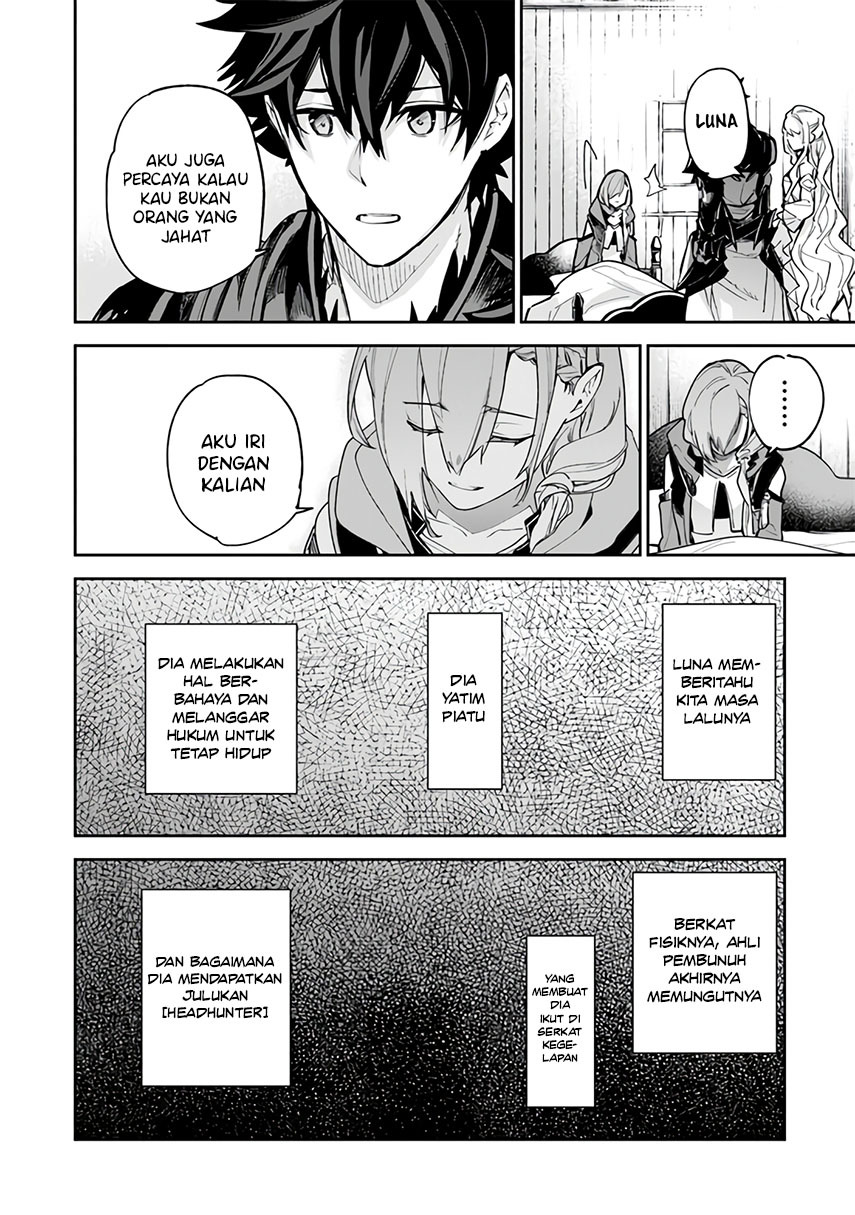 LUNA
AKU JUGA
PERCAYA KALAU
KAU BUKAN
ORANG YANG
JAHAT
AKU IRI
DENGAN
KALIAN
LUNA MEM-
BERITAHU
KITA MASA
LALUNYA
DIA
YATIM
PIATU
DIA MELAKUKAN
HAL BER-
BAHAYA DAN
MELANGGAR
HUKUM UNTUK
TETAP HIDUP
BERKAT
FISIKNYA, AHLI
PEMBUNUH
AKHIRNYA
MEMUNGUTNYA
YANG
MEMBUAT
DIA
IKUT DI
SERKAT
KEGE-
LAPAN
DAN BAGAIMANA
DIA MENDAPATKAN
JULUKAN
[HEADHUNTER]